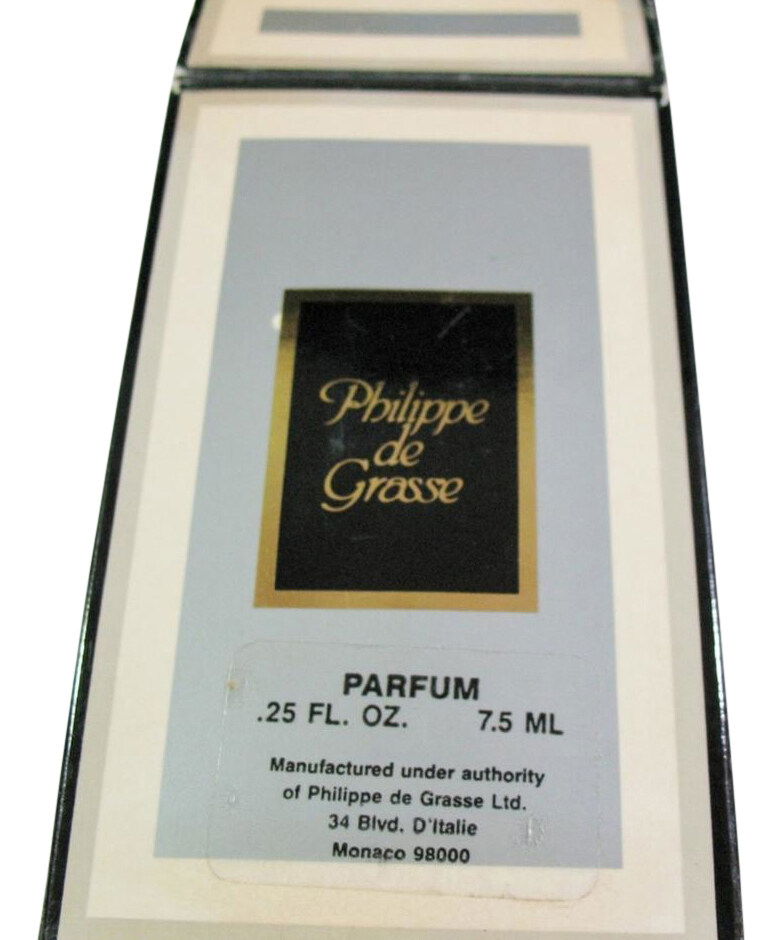 Philippe
de
Grasse
PARFUM
.25 FL. OZ. 7.5 ML
Manufactured under authority
of Philippe de Grasse Ltd.
34 Blvd. D'Italie
Monaco 98000